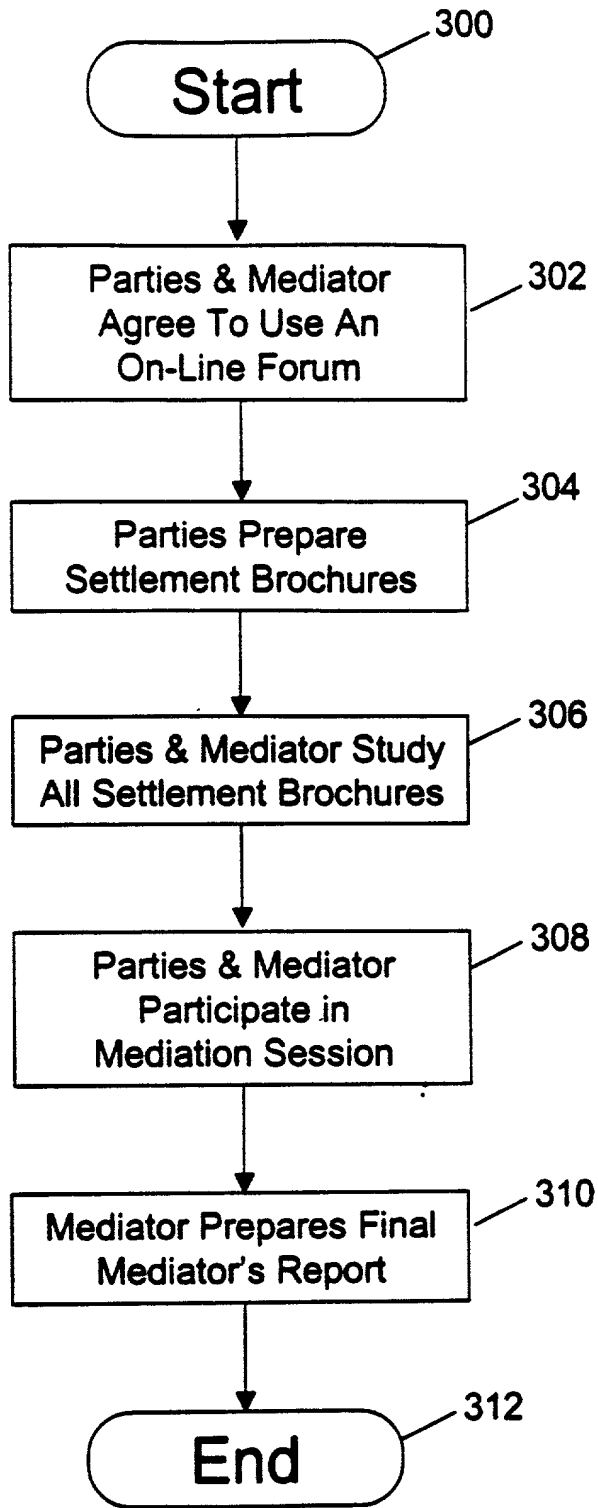 300
Start
Parties & Mediator
Agree To Use An
On-Line Forum
302
Parties Prepare
Settlement Brochures
304
Parties & Mediator Study
All Settlement Brochures
306
Parties & Mediator
Participate in
Mediation Session
308
Mediator Prepares Final
Mediator's Report
310
End
312